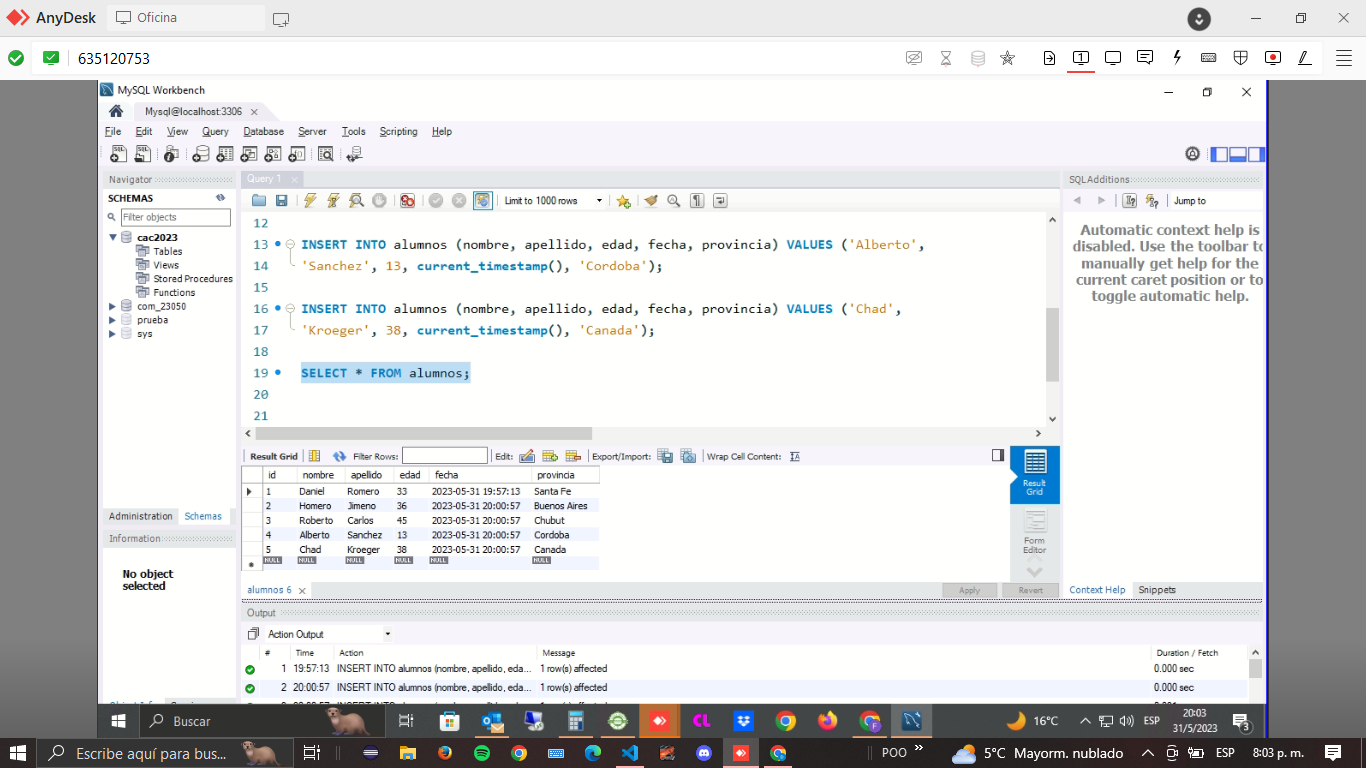 AnyDesk
Oficina
635120753
1
MySQL Workbench
Mysql@localhost:3306
File Edit View Query Database Server Tools Scripting Help
Navigator
SCHEMAS
Filter objects
cac2023
Tables
Views
Stored Procedures
Functions
com_23050
prueba
sys
Administration Schemas
Information
No object
selected
Query 1
Limit to 1000 rows
12
13 INSERT INTO alumnos (nombre, apellido, edad, fecha, provincia) VALUES ('Alberto',
14 'Sanchez', 13, current_timestamp(), 'Cordoba');
15
16 INSERT INTO alumnos (nombre, apellido, edad, fecha, provincia) VALUES ('Chad',
17 'Kroeger', 38, current_timestamp(), 'Canada');
18
19 SELECT * FROM alumnos;
20
21
Result Grid Filter Rows: Edit: Export/Import: Wrap Cell Content:
id nombre apellido edad fecha provincia
1 Daniel Romero 33 2023-05-31 19:57:13 Santa Fe
2 Homero Jimeno 36 2023-05-31 20:00:57 Buenos Aires
3 Roberto Carlos 45 2023-05-31 20:00:57 Chubut
4 Alberto Sanchez 13 2023-05-31 20:00:57 Cordoba
5 Chad Kroeger 38 2023-05-31 20:00:57 Canada
NULL NULL NULL NULL NULL NULL
Result
Grid
Form
Editor
alumnos 6
Apply Revert
SQLAdditions
Jump to
Automatic context help is
disabled. Use the toolbar to
manually get help for the
current caret position or to
toggle automatic help.
Context Help Snippets
Output
Action Output
# Time Action Message Duration / Fetch
1 19:57:13 INSERT INTO alumnos (nombre, apellido, eda... 1 row(s) affected 0.000 sec
2 20:00:57 INSERT INTO alumnos (nombre, apellido, eda... 1 row(s) affected 0.000 sec
Buscar
CL
16°C
ESP
20:03
31/5/2023
3
Escribe aquí para bus...
POO
5°C Mayorm. nublado
ESP
8:03 p. m.